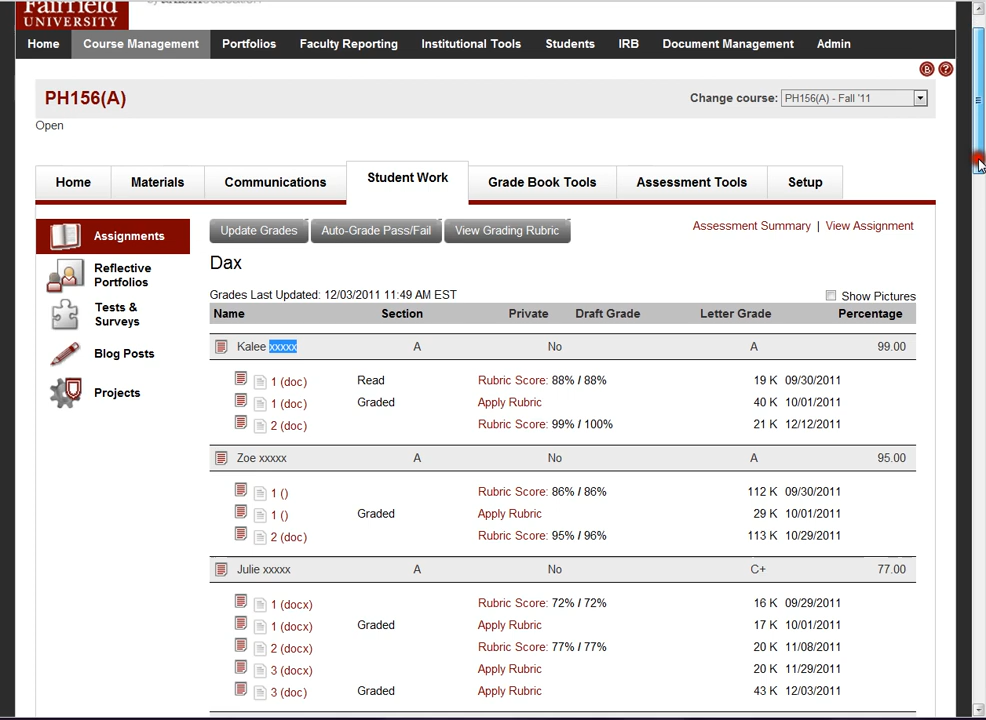 Fairfield
UNIVERSITY
Home Course Management Portfolios Faculty Reporting Institutional Tools Students IRB Document Management Admin
B ?
PH156(A) Change course: PH156(A) - Fall '11
Open
Home Materials Communications Student Work Grade Book Tools Assessment Tools Setup
Assignments
Reflective
Portfolios
Tests &
Surveys
Blog Posts
Projects
Update Grades Auto-Grade Pass/Fail View Grading Rubric Assessment Summary | View Assignment
Dax
Grades Last Updated: 12/03/2011 11:49 AM EST Show Pictures
Name Section Private Draft Grade Letter Grade Percentage
Kalee xxxxx A No A 99.00
1 (doc) Read Rubric Score: 88% / 88% 19 K 09/30/2011
1 (doc) Graded Apply Rubric 40 K 10/01/2011
2 (doc) Rubric Score: 99% / 100% 21 K 12/12/2011
Zoe xxxxx A No A 95.00
1 () Rubric Score: 86% / 86% 112 K 09/30/2011
1 () Graded Apply Rubric 29 K 10/01/2011
2 (doc) Rubric Score: 95% / 96% 113 K 10/29/2011
Julie xxxxx A No C+ 77.00
1 (docx) Rubric Score: 72% / 72% 16 K 09/29/2011
1 (docx) Graded Apply Rubric 17 K 10/01/2011
2 (docx) Rubric Score: 77% / 77% 20 K 11/08/2011
3 (docx) Apply Rubric 20 K 11/29/2011
3 (doc) Graded Apply Rubric 43 K 12/03/2011